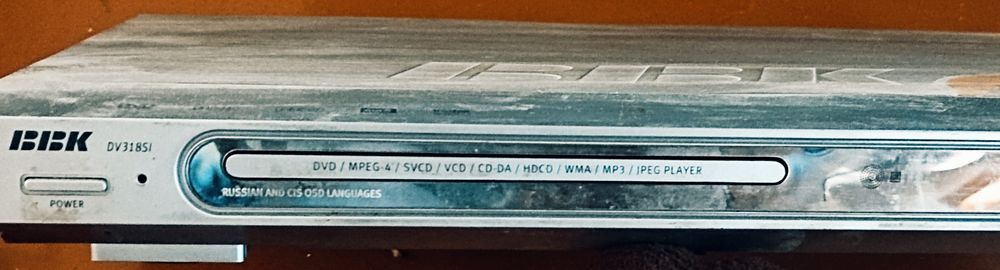 BBK
BBK DV318SI
DVD / MPEG-4 / SVCD / VCD / CD-DA / HDCD / WMA / MP3 / JPEG PLAYER
RUSSIAN AND CIS OSD LANGUAGES
POWER